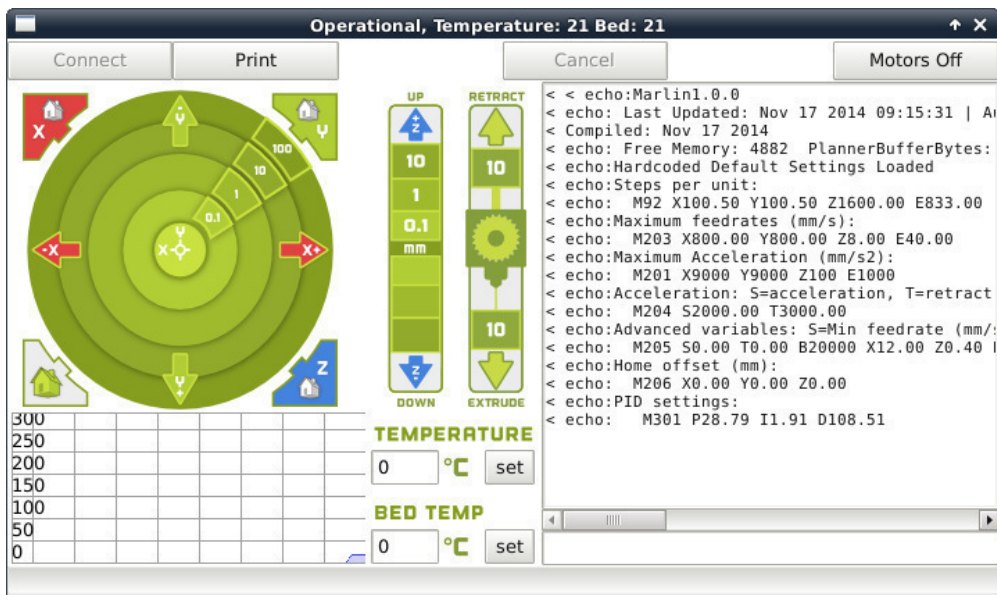 Operational, Temperature: 21 Bed: 21
Connect
Print
Cancel
Motors Off
X
Y
-Y
100
10
1
0.1
Y
X
-X
X+
Y+
Z
UP
+Z
10
1
0.1
mm
Z-
DOWN
RETRACT
10
10
EXTRUDE
< < echo:Marlin1.0.0
< echo: Last Updated: Nov 17 2014 09:15:31 |
< Compiled: Nov 17 2014
< echo: Free Memory: 4882  PlannerBufferBytes:
< echo:Hardcoded Default Settings Loaded
< echo:Steps per unit:
< echo:  M92 X100.50 Y100.50 Z1600.00 E833.00
< echo:Maximum feedrates (mm/s):
< echo:  M203 X800.00 Y800.00 Z8.00 E40.00
< echo:Maximum Acceleration (mm/s2):
< echo:  M201 X9000 Y9000 Z100 E1000
< echo:Acceleration: S=acceleration, T=retract
< echo:  M204 S2000.00 T3000.00
< echo:Advanced variables: S=Min feedrate (mm/
< echo:  M205 S0.00 T0.00 B20000 X12.00 Z0.40
< echo:Home offset (mm):
< echo:  M206 X0.00 Y0.00 Z0.00
< echo:PID settings:
< echo:   M301 P28.79 I1.91 D108.51
300
250
200
150
100
50
0
TEMPERATURE
0 °C set
BED TEMP
0 °C set